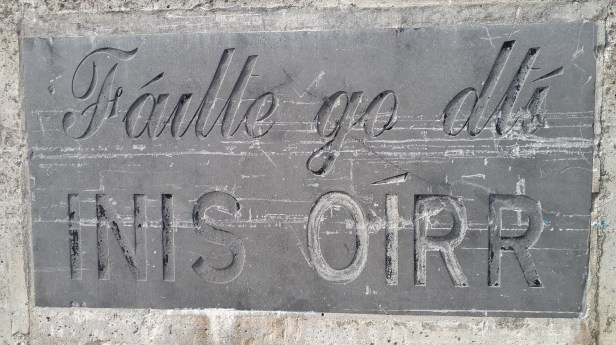 Fáilte go dtí
INIS OÍRR